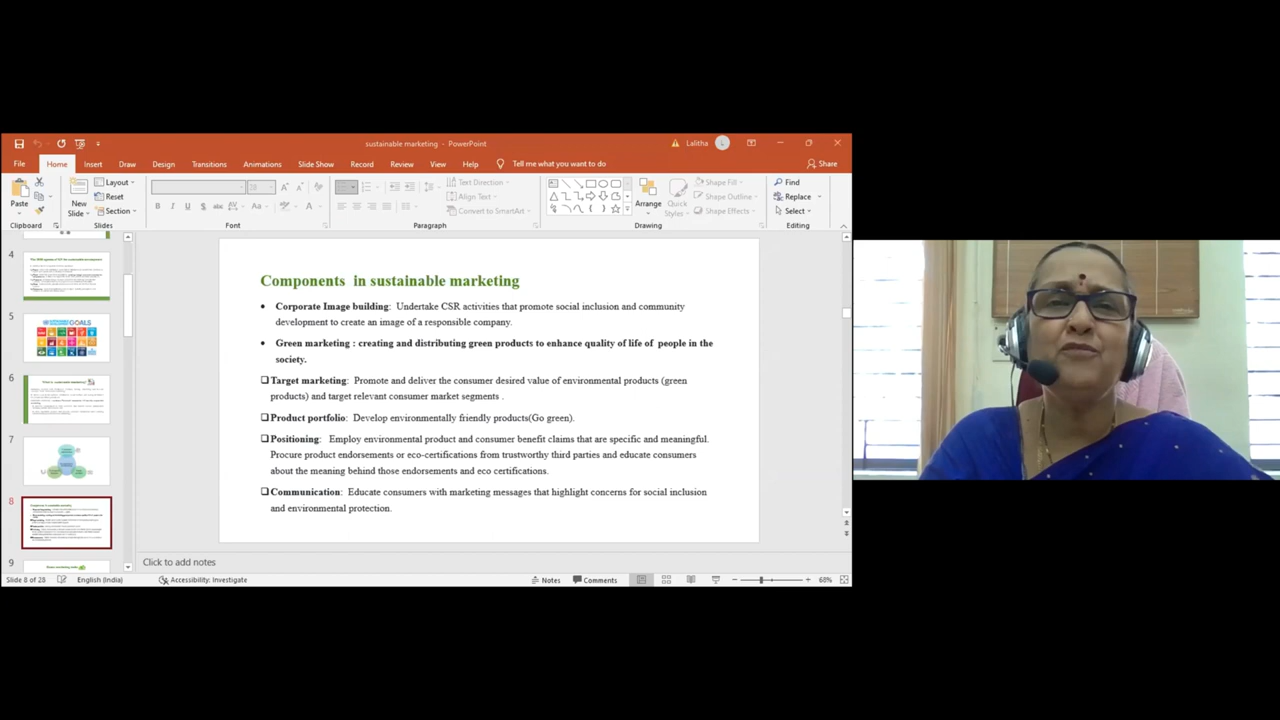 sustainable marketing - PowerPoint
Lalitha L
File Home Insert Draw Design Transitions Animations Slide Show Record Review View Help Tell me what you want to do Share
Paste
New
Slide
Layout
Reset
Section
Text Direction
Align Text
Convert to SmartArt
Arrange
Quick
Styles
Shape Fill
Shape Outline
Shape Effects
Find
Replace
Select
Clipboard Slides Font Paragraph Drawing Editing
4
5
6
7
8
9
GOALS
Components in sustainable marketing
• Corporate Image building: Undertake CSR activities that promote social inclusion and community
development to create an image of a responsible company.
• Green marketing : creating and distributing green products to enhance quality of life of people in the
society.
❑ Target marketing: Promote and deliver the consumer desired value of environmental products (green
products) and target relevant consumer market segments .
❑ Product portfolio: Develop environmentally friendly products(Go green).
❑ Positioning: Employ environmental product and consumer benefit claims that are specific and meaningful.
Procure product endorsements or eco-certifications from trustworthy third parties and educate consumers
about the meaning behind those endorsements and eco certifications.
❑ Communication: Educate consumers with marketing messages that highlight concerns for social inclusion
and environmental protection.
Click to add notes
Slide 8 of 28 English (India) Accessibility: Investigate Notes Comments 68%